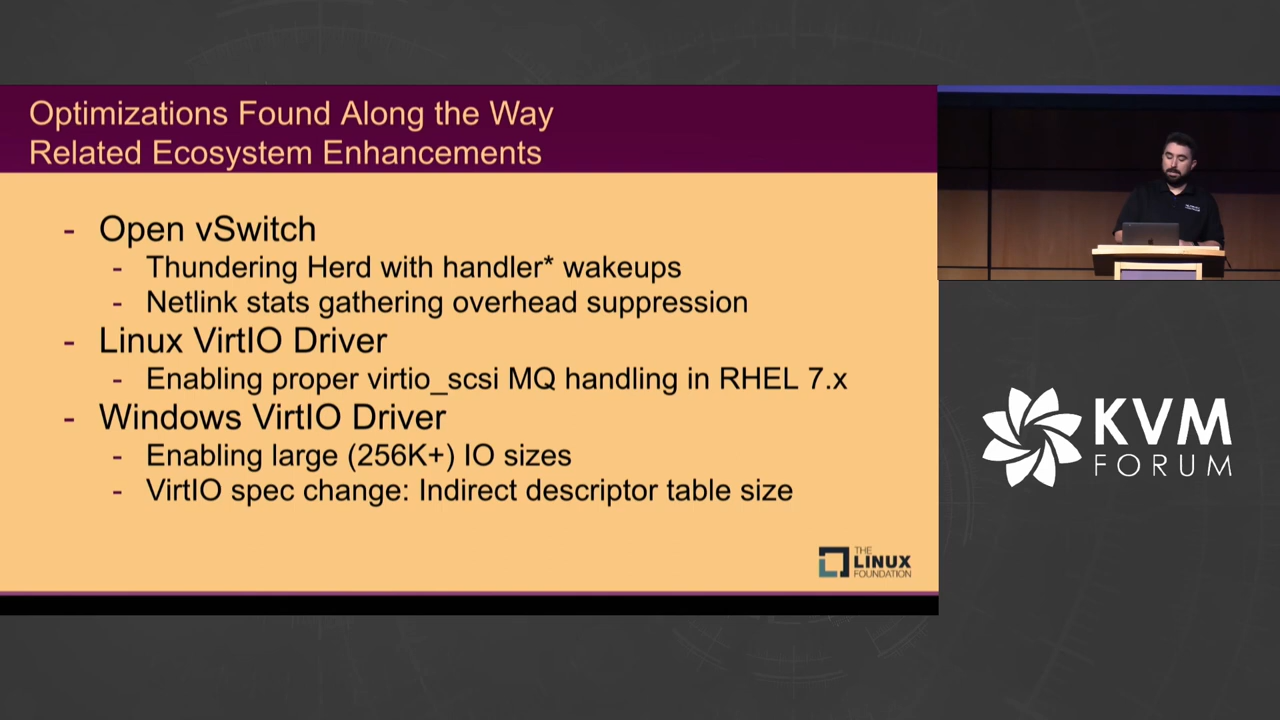 Optimizations Found Along the Way
Related Ecosystem Enhancements
- Open vSwitch
- Thundering Herd with handler* wakeups
- Netlink stats gathering overhead suppression
- Linux VirtIO Driver
- Enabling proper virtio_scsi MQ handling in RHEL 7.x
- Windows VirtIO Driver
- Enabling large (256K+) IO sizes
- VirtIO spec change: Indirect descriptor table size
THE
LINUX
FOUNDATION
KVM
FORUM